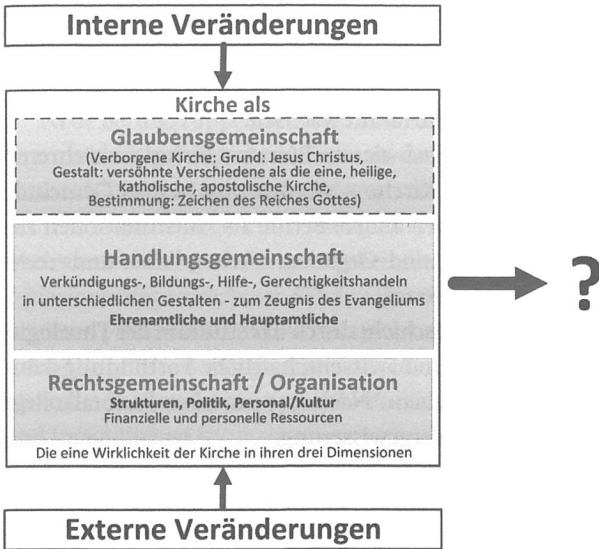 Interne Veränderungen
Kirche als
Glaubensgemeinschaft
(Verborgene Kirche: Grund: Jesus Christus,
Gestalt: versöhnte Verschiedene als die eine, heilige,
katholische, apostolische Kirche,
Bestimmung: Zeichen des Reiches Gottes)
Handlungsgemeinschaft
Verkündigungs-, Bildungs-, Hilfe-, Gerechtigkeitshandeln
in unterschiedlichen Gestalten - zum Zeugnis des Evangeliums
Ehrenamtliche und Hauptamtliche
?
Rechtsgemeinschaft / Organisation
Strukturen, Politik, Personal/Kultur
Finanzielle und personelle Ressourcen
Die eine Wirklichkeit der Kirche in ihren drei Dimensionen
Externe Veränderungen